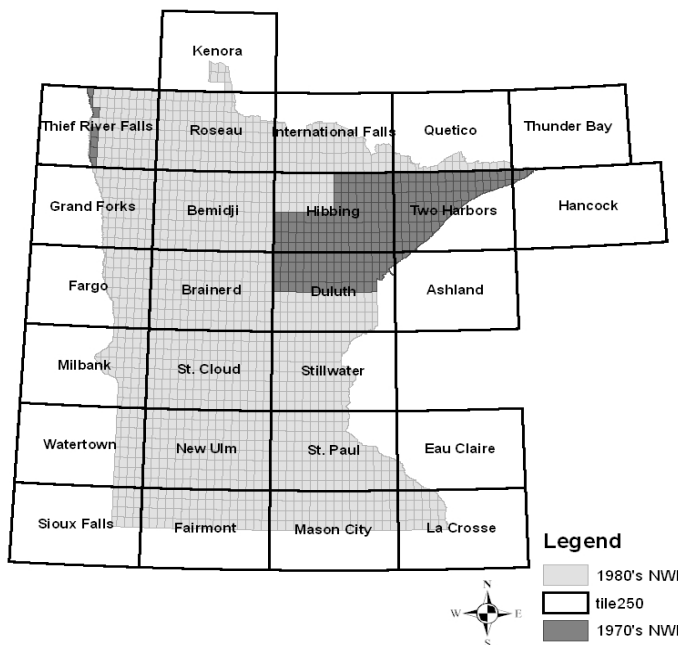 Kenora
Thief River Falls Roseau International Falls Quetico Thunder Bay
Grand Forks Bemidji Hibbing Two Harbors Hancock
Fargo Brainerd Duluth Ashland
Milbank St. Cloud Stillwater
Watertown New Ulm St. Paul Eau Claire
Sioux Falls Fairmont Mason City La Crosse
Legend
1980's NWI
tile250
1970's NWI
N
W E
S